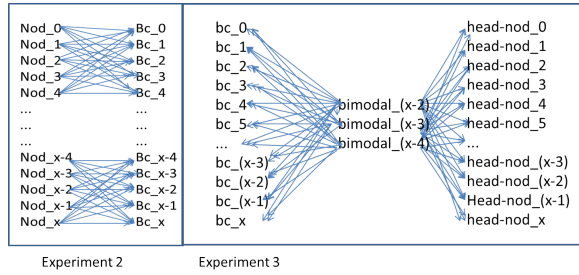 Nod_0 Bc_0
Nod_1 Bc_1
Nod_2 Bc_2
Nod_3 Bc_3
Nod_4 Bc_4
... ...
... ...
... ...
Nod_x-4 Bc_x-4
Nod_x-3 Bc_x-3
Nod_x-2 Bc_x-2
Nod_x-1 Bc_x-1
Nod_x Bc_x
Experiment 2
bc_0 head-nod_0
bc_1 head-nod_1
bc_2 head-nod_2
bc_3 head-nod_3
bc_4 bimodal_(x-2) head-nod_4
bc_5 bimodal_(x-3) head-nod_5
... bimodal_(x-4) ...
bc_(x-3) head-nod_(x-3)
bc_(x-2) head-nod_(x-2)
bc_(x-1) Head-nod_(x-1)
bc_x head-nod_x
Experiment 3